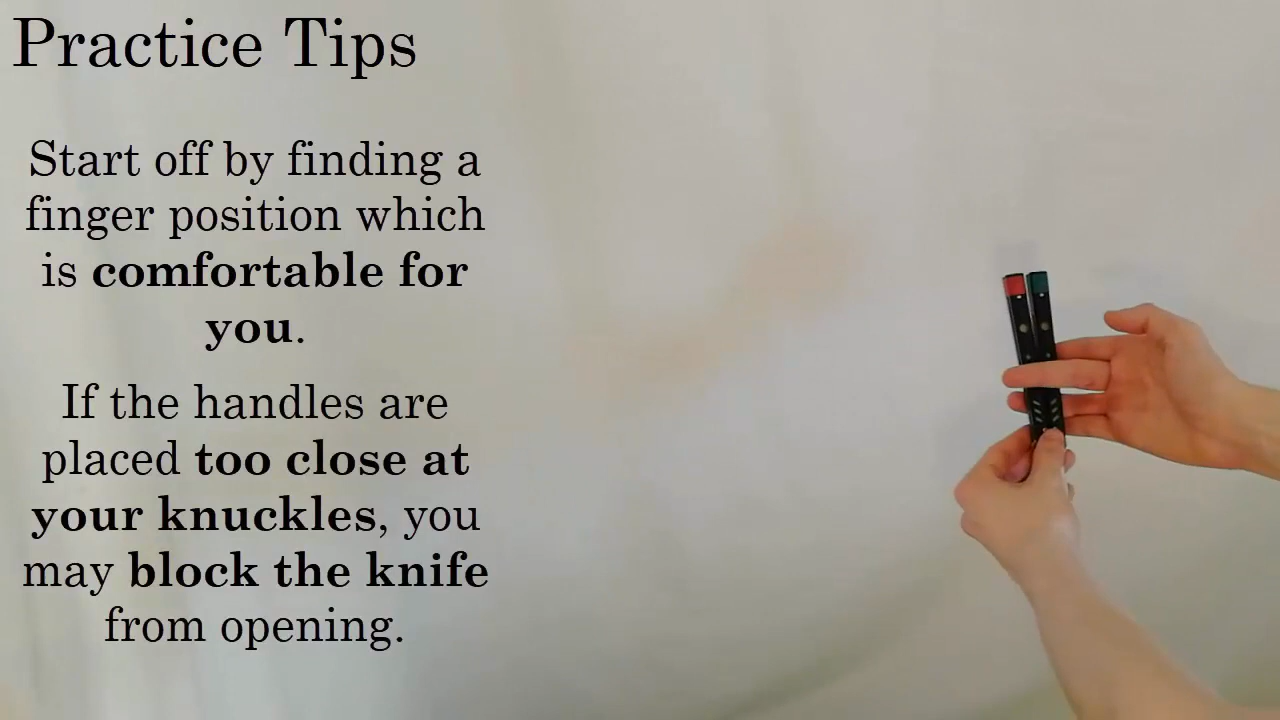 Practice Tips
Start off by finding a
finger position which
is comfortable for
you.
If the handles are
placed too close at
your knuckles, you
may block the knife
from opening.